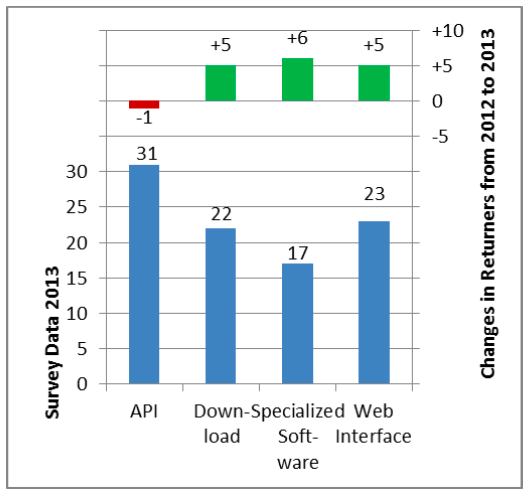 +5 +6 +5
-1
+10
+5
0
-5
Changes in Returners from 2012 to 2013
31 22 17 23
30
25
20
15
10
5
0
Survey Data 2013
API Down- Specialized Web
load Soft- Interface
ware